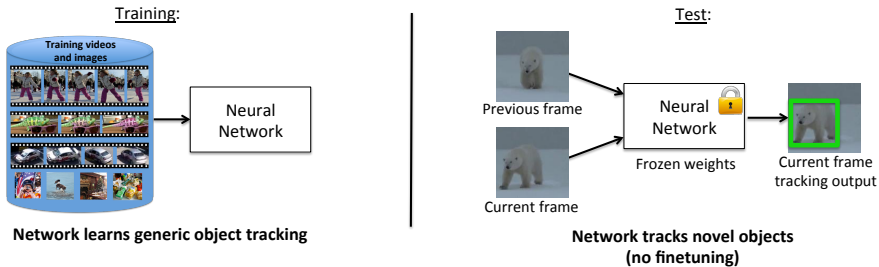 Training:
Training videos
and images
Neural
Network
Network learns generic object tracking
Test:
Previous frame
Current frame
Neural
Network
Frozen weights
Current frame
tracking output
Network tracks novel objects
(no finetuning)